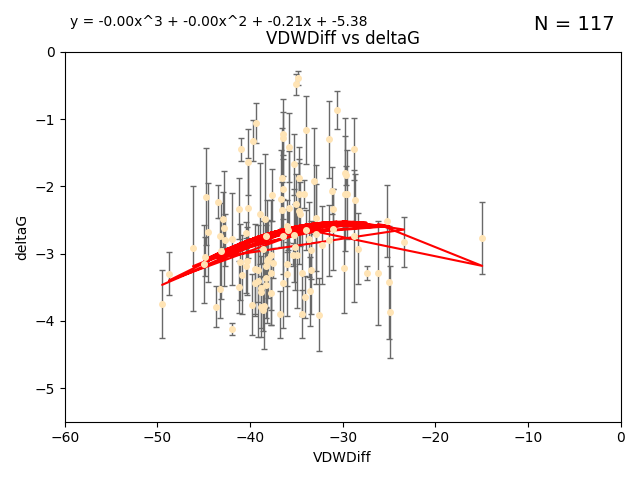 y = -0.00x^3 + -0.00x^2 + -0.21x + -5.38
N = 117
VDWDiff vs deltaG
0
−1
−2
−3
−4
−5
deltaG
−60 −50 −40 −30 −20 −10 0
VDWDiff